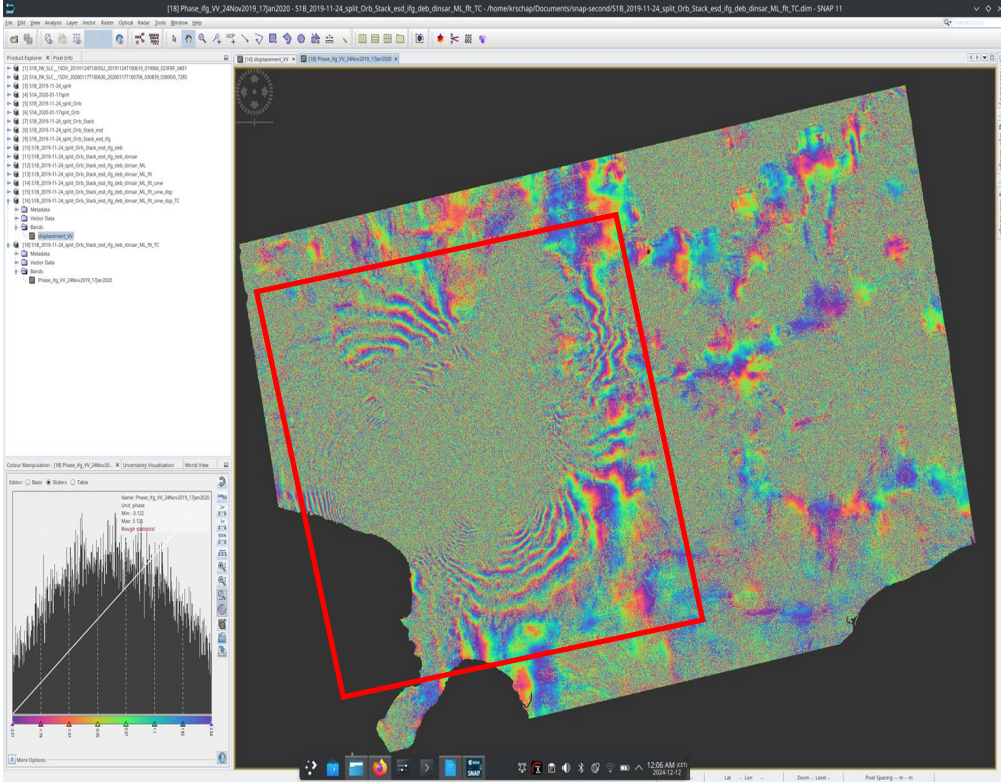 [18] Phase_ifg_VV_24Nov2019_17Jan2020 - S1B_2019-11-24_split_Orb_Stack_esd_ifg_deb_dinsar_ML_flt_TC - /home/krschap/Documents/snap-second/S1B_2019-11-24_split_Orb_Stack_esd_ifg_deb_dinsar_ML_flt_TC.dim - SNAP 11
File Edit View Analysis Layer Vector Raster Optical Radar Tools Window Help
Product Explorer × Pixel Info
[16] displacement_VV × [18] Phase_ifg_VV_24Nov2019_17Jan2020 ×
[3] S1B_2019-11-24_split
[4] S1A_2020-01-17split
[5] S1B_2019-11-24_split_Orb
[6] S1A_2020-01-17split_Orb
[7] S1B_2019-11-24_split_Orb_Stack
[8] S1B_2019-11-24_split_Orb_Stack_esd
[9] S1B_2019-11-24_split_Orb_Stack_esd_ifg
[10] S1B_2019-11-24_split_Orb_Stack_esd_ifg_deb
[11] S1B_2019-11-24_split_Orb_Stack_esd_ifg_deb_dinsar
[12] S1B_2019-11-24_split_Orb_Stack_esd_ifg_deb_dinsar_ML
[13] S1B_2019-11-24_split_Orb_Stack_esd_ifg_deb_dinsar_ML_flt
[14] S1B_2019-11-24_split_Orb_Stack_esd_ifg_deb_dinsar_ML_flt_unw
[15] S1B_2019-11-24_split_Orb_Stack_esd_ifg_deb_dinsar_ML_flt_unw_dsp
[16] S1B_2019-11-24_split_Orb_Stack_esd_ifg_deb_dinsar_ML_flt_unw_dsp_TC
Metadata
Vector Data
Bands
displacement_VV
[18] S1B_2019-11-24_split_Orb_Stack_esd_ifg_deb_dinsar_ML_flt_TC
Metadata
Vector Data
Bands
Phase_ifg_VV_24Nov2019_17Jan2020
Colour Manipulation - [18] Phase_ifg_VV_24Nov20... × Uncertainty Visualisation World View
Editor: Basic Sliders Table
Name: Phase_ifg_VV_24Nov2019_17Jan2020
Unit: phase
Min: -3.122
Max: 3.123
Rough statistics!
More Options
SNAP
12:06 AM
2024-12-12
Lat -- Lon -- Zoom -- Level -- Pixel Spacing: -- m -- m